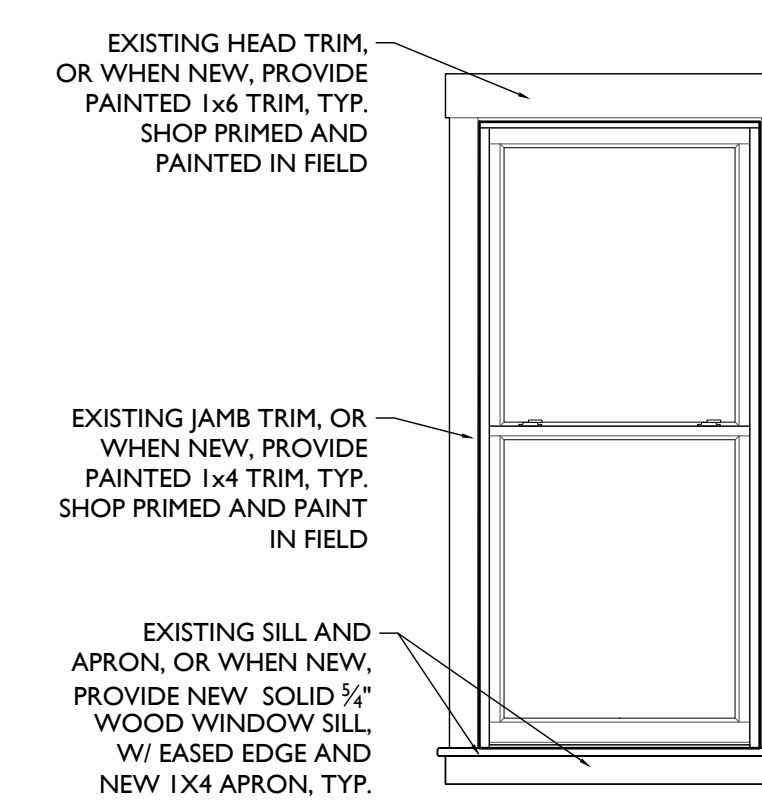 EXISTING HEAD TRIM,
OR WHEN NEW, PROVIDE
PAINTED 1x6 TRIM, TYP.
SHOP PRIMED AND
PAINTED IN FIELD
EXISTING JAMB TRIM, OR
WHEN NEW, PROVIDE
PAINTED 1x4 TRIM, TYP.
SHOP PRIMED AND PAINT
IN FIELD
EXISTING SILL AND
APRON, OR WHEN NEW,
PROVIDE NEW SOLID 5/4"
WOOD WINDOW SILL,
W/ EASED EDGE AND
NEW 1X4 APRON, TYP.